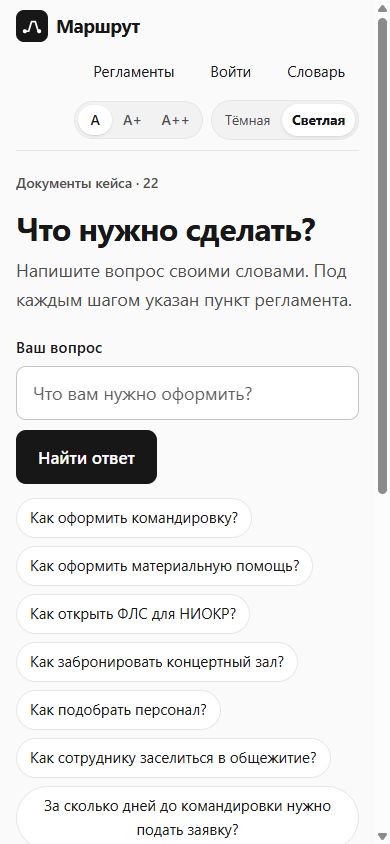 Маршрут
Регламенты Войти Словарь
A A+ A++ Тёмная Светлая
Документы кейса · 22
Что нужно сделать?
Напишите вопрос своими словами. Под
каждым шагом указан пункт регламента.
Ваш вопрос
Что вам нужно оформить?
Найти ответ
Как оформить командировку?
Как оформить материальную помощь?
Как открыть ФЛС для НИОКР?
Как забронировать концертный зал?
Как подобрать персонал?
Как сотруднику заселиться в общежитие?
За сколько дней до командировки нужно
подать заявку?